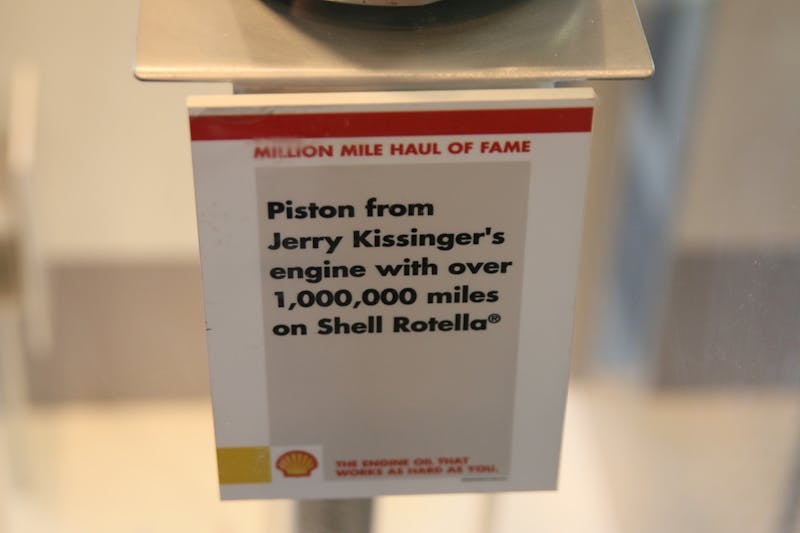 MILLION MILE HAUL OF FAME
Piston from
Jerry Kissinger's
engine with over
1,000,000 miles
on Shell Rotella®
THE ENGINE OIL THAT
WORKS AS HARD AS YOU.